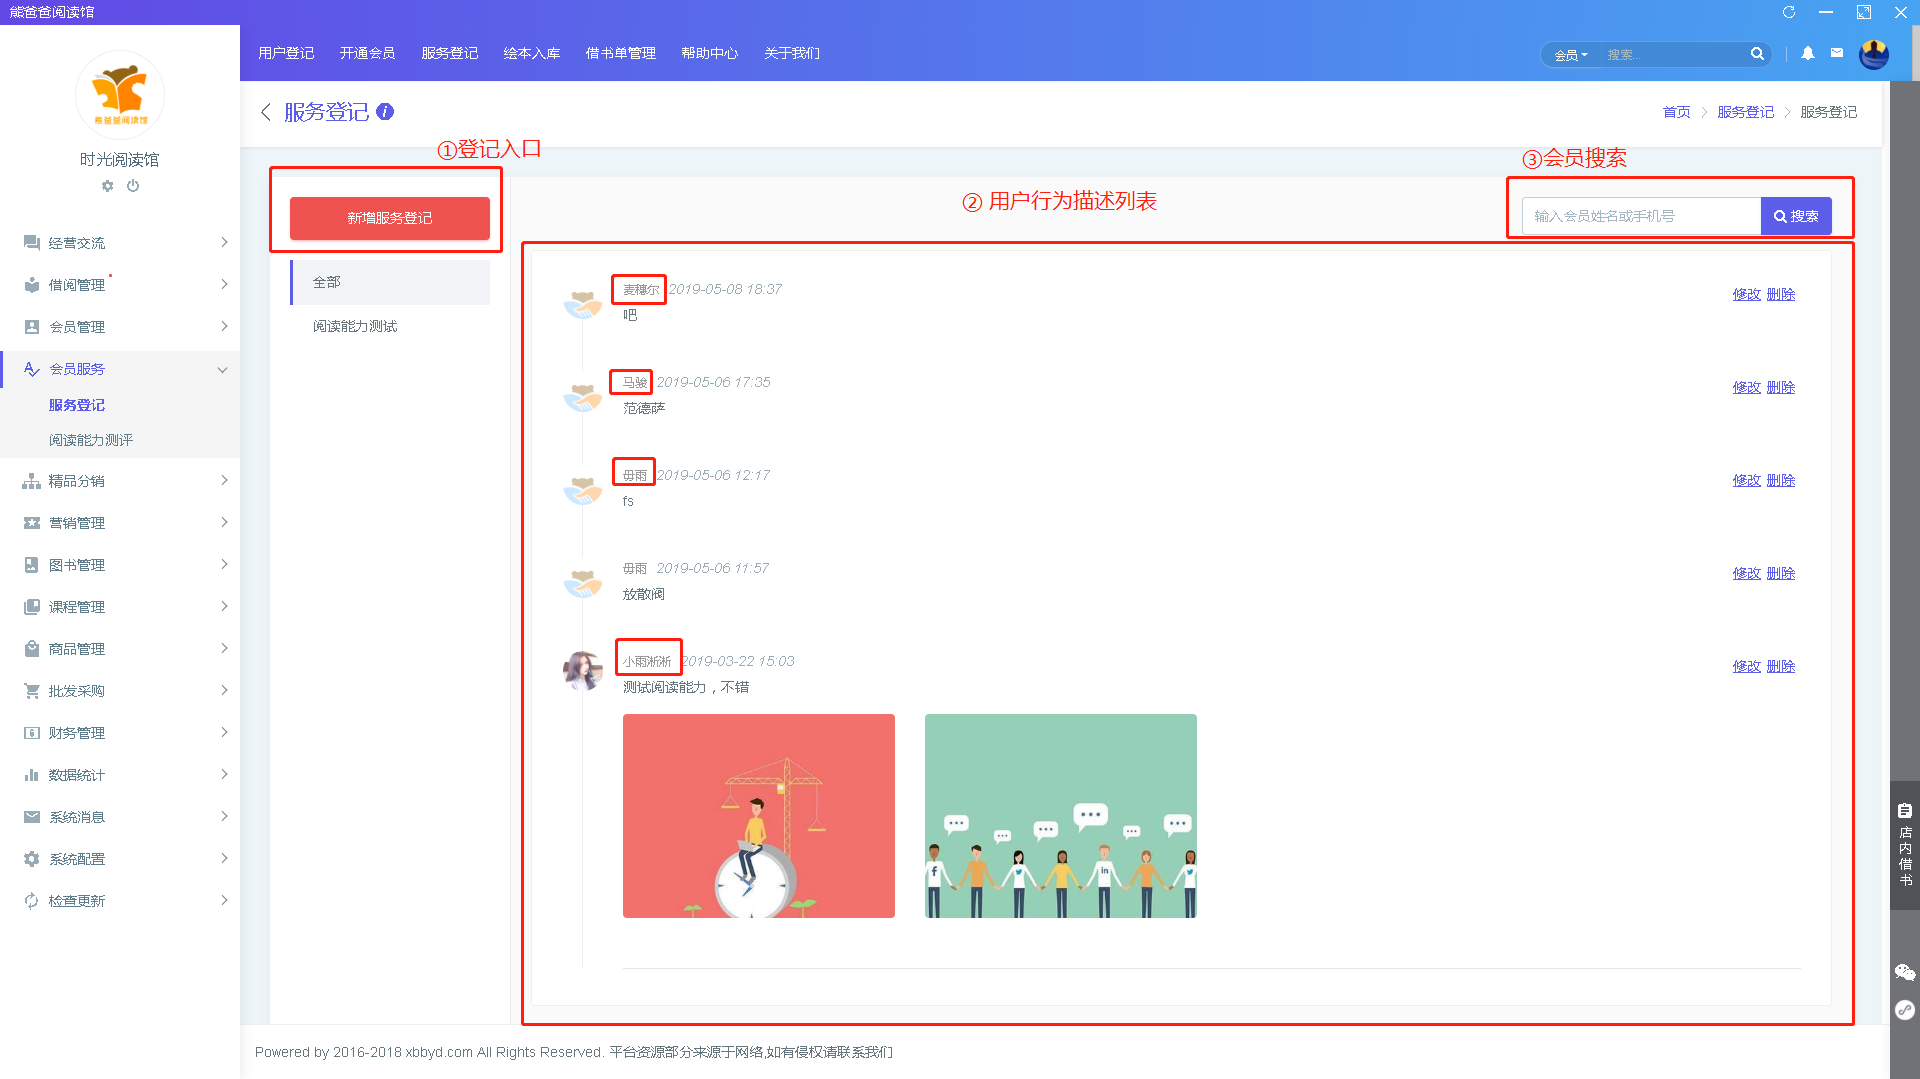 熊爸爸阅读馆
用户登记 开通会员 服务登记 绘本入库 借书单管理 帮助中心 关于我们
会员 搜索...
熊爸爸阅读馆
时光阅读馆
经营交流
借阅管理
会员管理
会员服务
服务登记
阅读能力测评
精品分销
营销管理
图书管理
课程管理
商品管理
批发采购
财务管理
数据统计
系统消息
系统配置
检查更新
服务登记
首页 服务登记 服务登记
①登记入口
新增服务登记
全部
阅读能力测试
② 用户行为描述列表
③会员搜索
输入会员姓名或手机号 搜索
麦穗尔 2019-05-08 18:37
吧
修改 删除
马骏 2019-05-06 17:35
范德萨
修改 删除
毋雨 2019-05-06 12:17
fs
修改 删除
毋雨 2019-05-06 11:57
放散阀
修改 删除
小雨淅淅 2019-03-22 15:03
测试阅读能力，不错
修改 删除
f
in
店内借书
Powered by 2016-2018 xbbyd.com All Rights Reserved. 平台资源部分来源于网络,如有侵权请联系我们